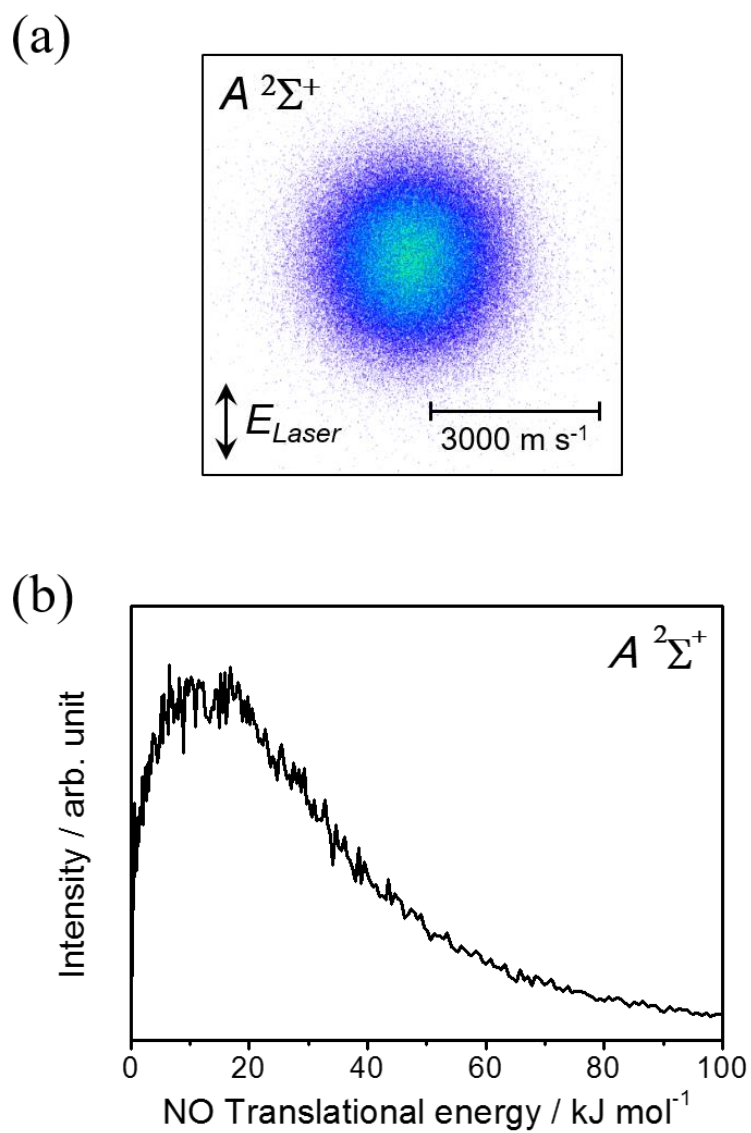 (a)
A ²Σ⁺
E_Laser
3000 m s⁻¹
(b)
A ²Σ⁺
Intensity / arb. unit
0 20 40 60 80 100
NO Translational energy / kJ mol⁻¹